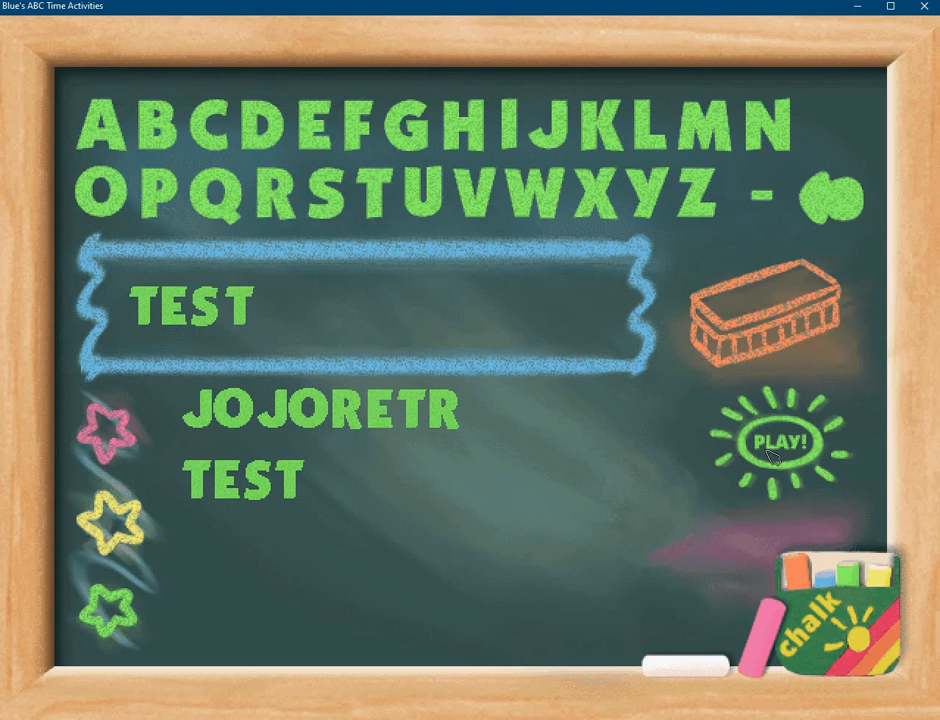 Blue's ABC Time Activities
ABCDEFGHIJKLMN
OPQRSTUVWXYZ -
TEST
JOJORETR
TEST
PLAY!
chalk